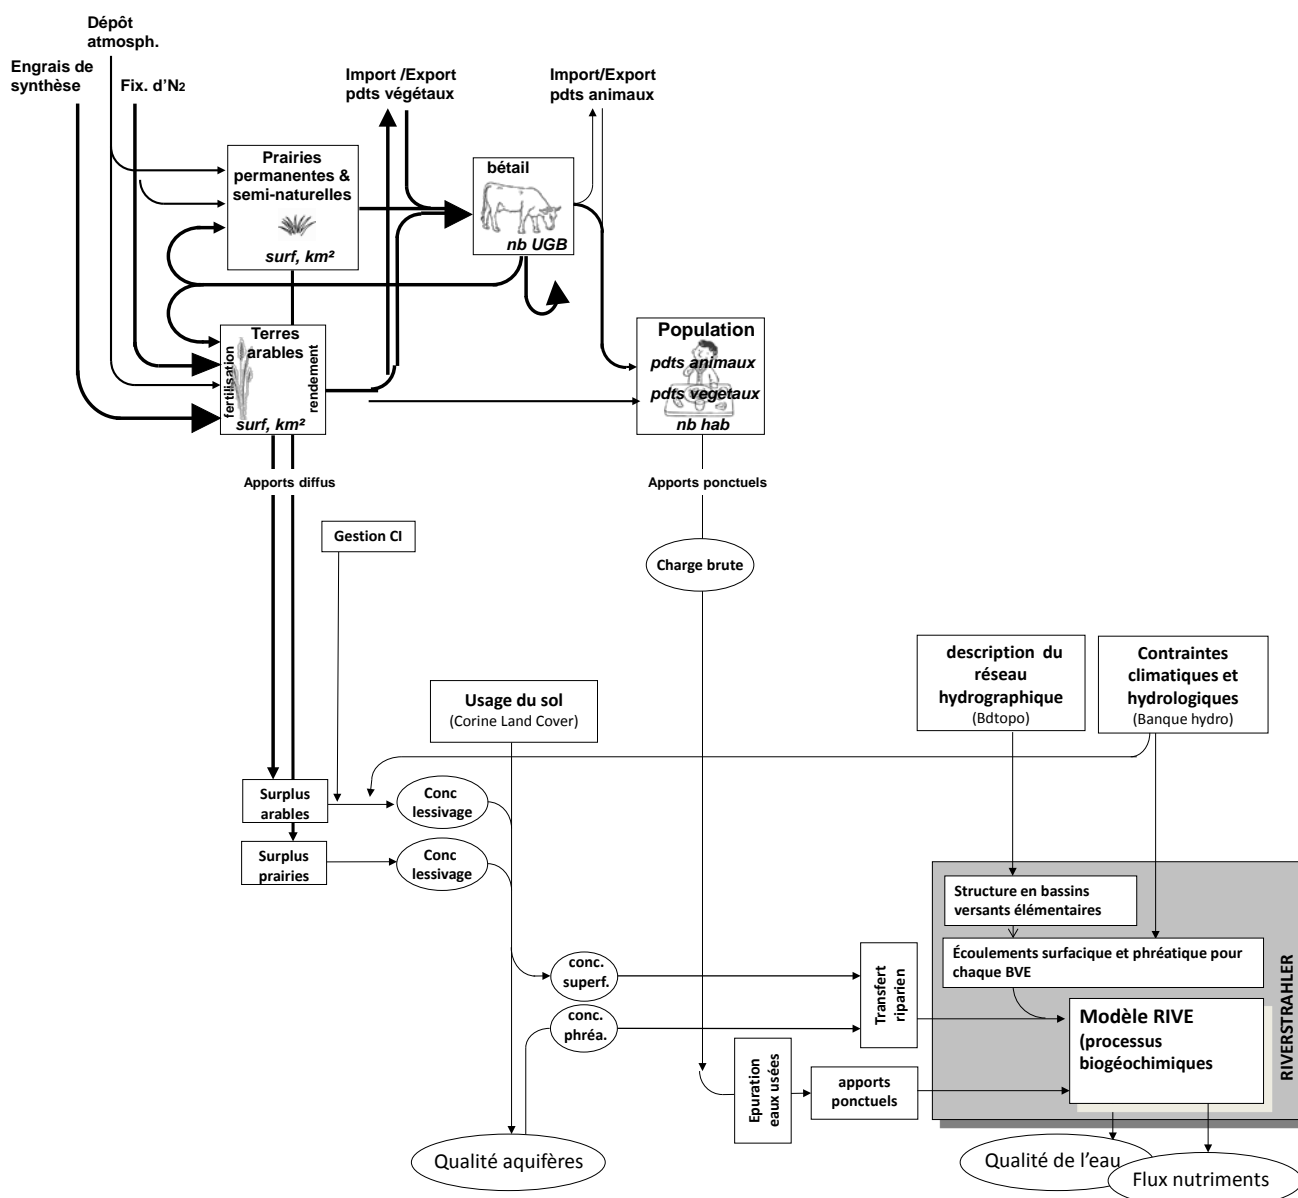 Dépôt
atmosph.
Engrais de
synthèse
Fix. d'N2
Import /Export
pdts végétaux
Import/Export
pdts animaux
Prairies
permanentes &
semi-naturelles
surf, km²
bétail
nb UGB
Terres
arables
fertilisation
rendement
surf, km²
Population
pdts animaux
pdts vegetaux
nb hab
Apports diffus
Apports ponctuels
Gestion CI
Charge brute
description du
réseau
hydrographique
(Bdtopo)
Contraintes
climatiques et
hydrologiques
(Banque hydro)
Usage du sol
(Corine Land Cover)
Surplus
arables
Conc
lessivage
Surplus
prairies
Conc
lessivage
Structure en bassins
versants élémentaires
Écoulements surfacique et phréatique pour
chaque BVE
conc.
superf.
conc.
phréa.
Transfert
riparien
Modèle RIVE
(processus
biogéochimiques
RIVERSTRAHLER
Epuration
eaux usées
apports
ponctuels
Qualité aquifères
Qualité de l'eau
Flux nutriments